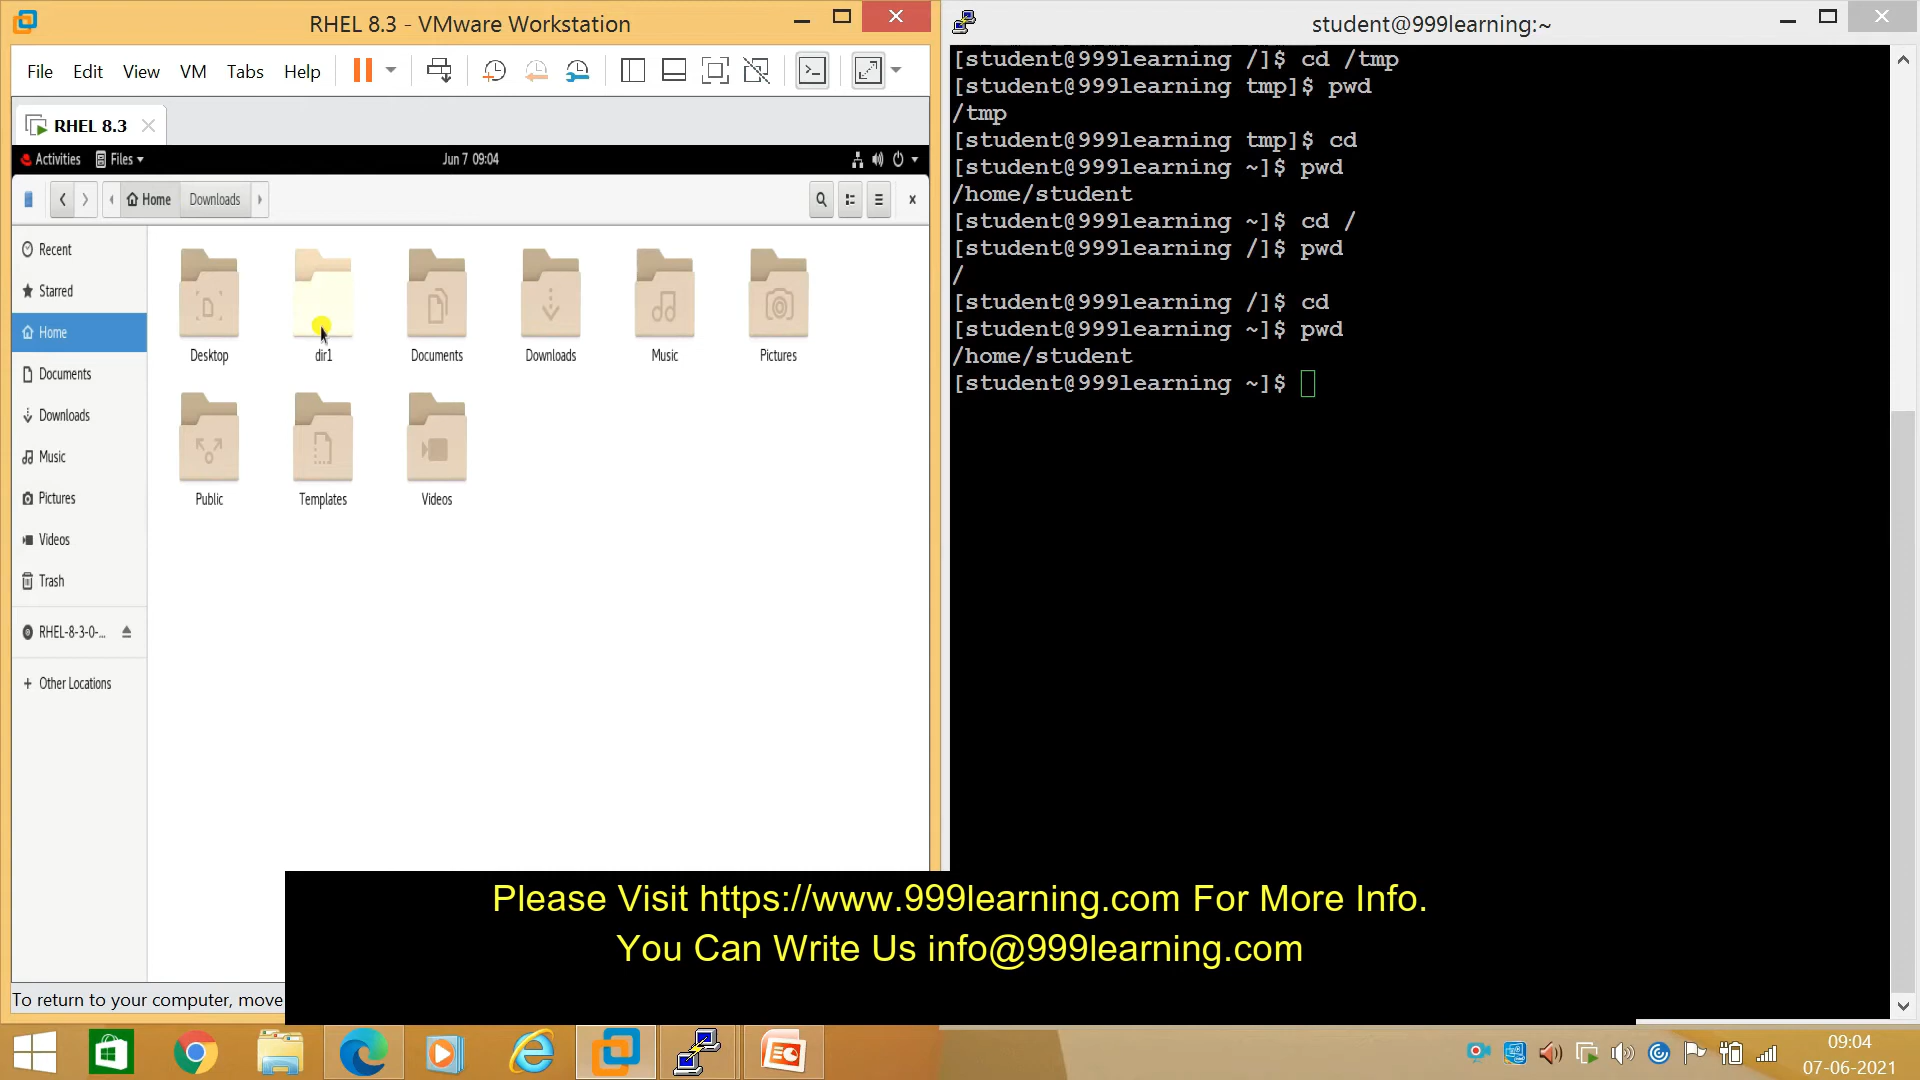 RHEL 8.3 - VMware Workstation
File Edit View VM Tabs Help
RHEL 8.3
Activities Files Jun 7 09:04
Home Downloads
Recent
Starred
Home
Documents
Downloads
Music
Pictures
Videos
Trash
RHEL-8-3-0-...
+ Other Locations
Desktop dir1 Documents Downloads Music Pictures
Public Templates Videos
To return to your computer, move
student@999learning:~
[student@999learning /]$ cd /tmp
[student@999learning tmp]$ pwd
/tmp
[student@999learning tmp]$ cd
[student@999learning ~]$ pwd
/home/student
[student@999learning ~]$ cd /
[student@999learning /]$ pwd
/
[student@999learning /]$ cd
[student@999learning ~]$ pwd
/home/student
[student@999learning ~]$
Please Visit https://www.999learning.com For More Info.
You Can Write Us info@999learning.com
09:04
07-06-2021